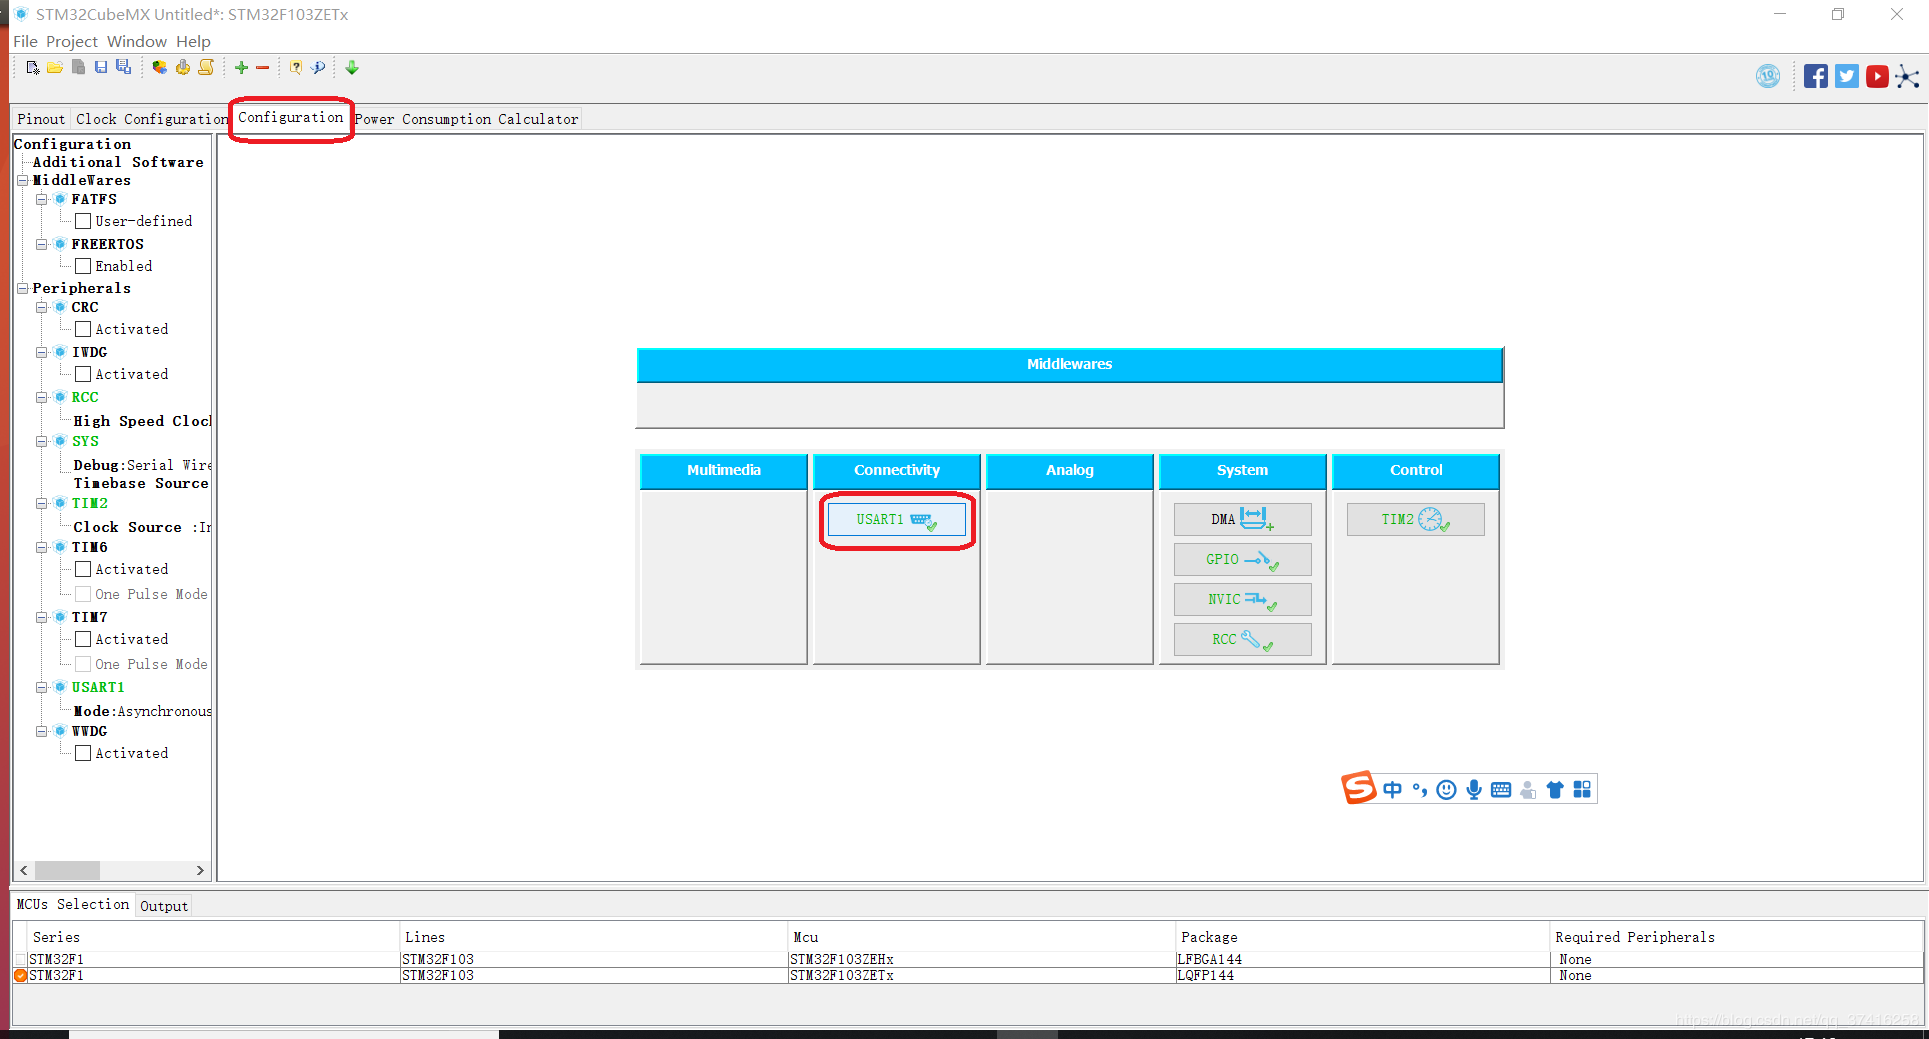 STM32CubeMX Untitled*: STM32F103ZETx
File Project Window Help
10
Pinout Clock Configuration Configuration Power Consumption Calculator
Configuration
Additional Software
MiddleWares
FATFS
User-defined
FREERTOS
Enabled
Peripherals
CRC
Activated
IWDG
Activated
RCC
High Speed Cloc
SYS
Debug:Serial Wire
Timebase Source
TIM2
Clock Source :In
TIM6
Activated
One Pulse Mode
TIM7
Activated
One Pulse Mode
USART1
Mode:Asynchronous
WWDG
Activated
Middlewares
Multimedia Connectivity Analog System Control
USART1 DMA TIM2
GPIO
NVIC
RCC
S 中 °,
MCUs Selection Output
Series Lines Mcu Package Required Peripherals
STM32F1 STM32F103 STM32F103ZEHx LFBGA144 None
STM32F1 STM32F103 STM32F103ZETx LQFP144 None
https://blog.csdn.net/qq_37416258